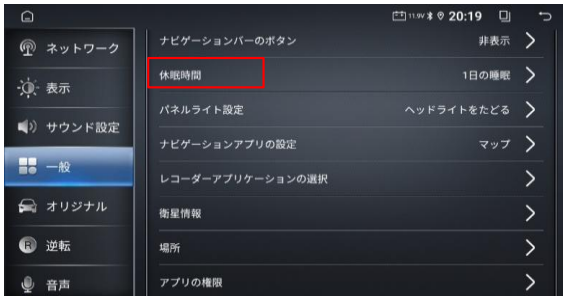 11.9V 20:19
ネットワーク
表示
サウンド設定
一般
オリジナル
R 逆転
音声
ナビゲーションバーのボタン 非表示
休眠時間 1日の睡眠
パネルライト設定 ヘッドライトをたどる
ナビゲーションアプリの設定 マップ
レコーダーアプリケーションの選択
衛星情報
場所
アプリの権限